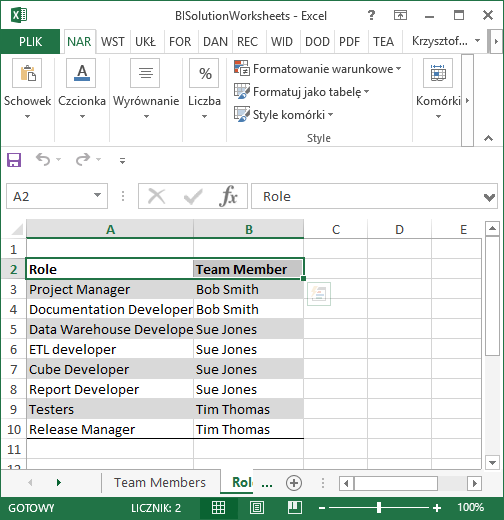 BISolutionWorksheets - Excel
PLIK NAR WST UKŁ FOR DAN REC WID DOD PDF TEA Krzysztof...
Schowek
Czcionka
Wyrównanie
%
Liczba
Formatowanie warunkowe
Formatuj jako tabelę
Style komórki
Style
Komórki
A2 fx Role
A B C D E
1
2 Role Team Member
3 Project Manager Bob Smith
4 Documentation Developer Bob Smith
5 Data Warehouse Develope Sue Jones
6 ETL developer Sue Jones
7 Cube Developer Sue Jones
8 Report Developer Sue Jones
9 Testers Tim Thomas
10 Release Manager Tim Thomas
11
Team Members Rol ...
GOTOWY LICZNIK: 2 100%